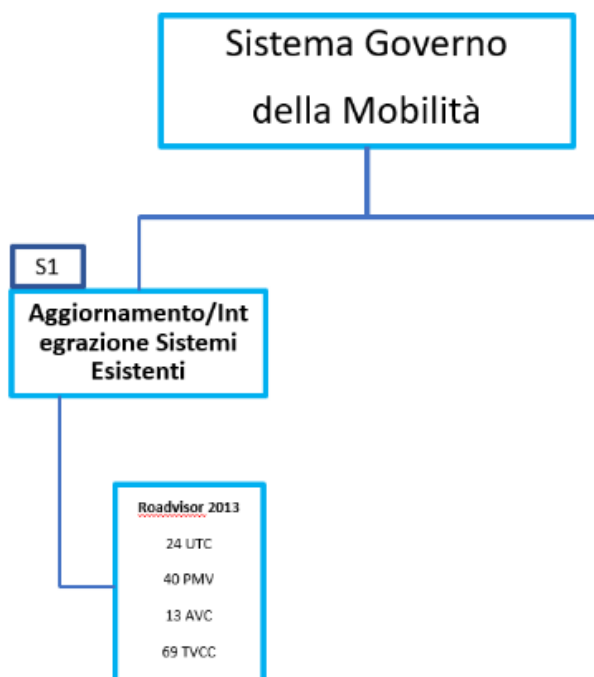 Sistema Governo
della Mobilità
S1
Aggiornamento/Int
egrazione Sistemi
Esistenti
Roadvisor 2013
24 UTC
40 PMV
13 AVC
69 TVCC